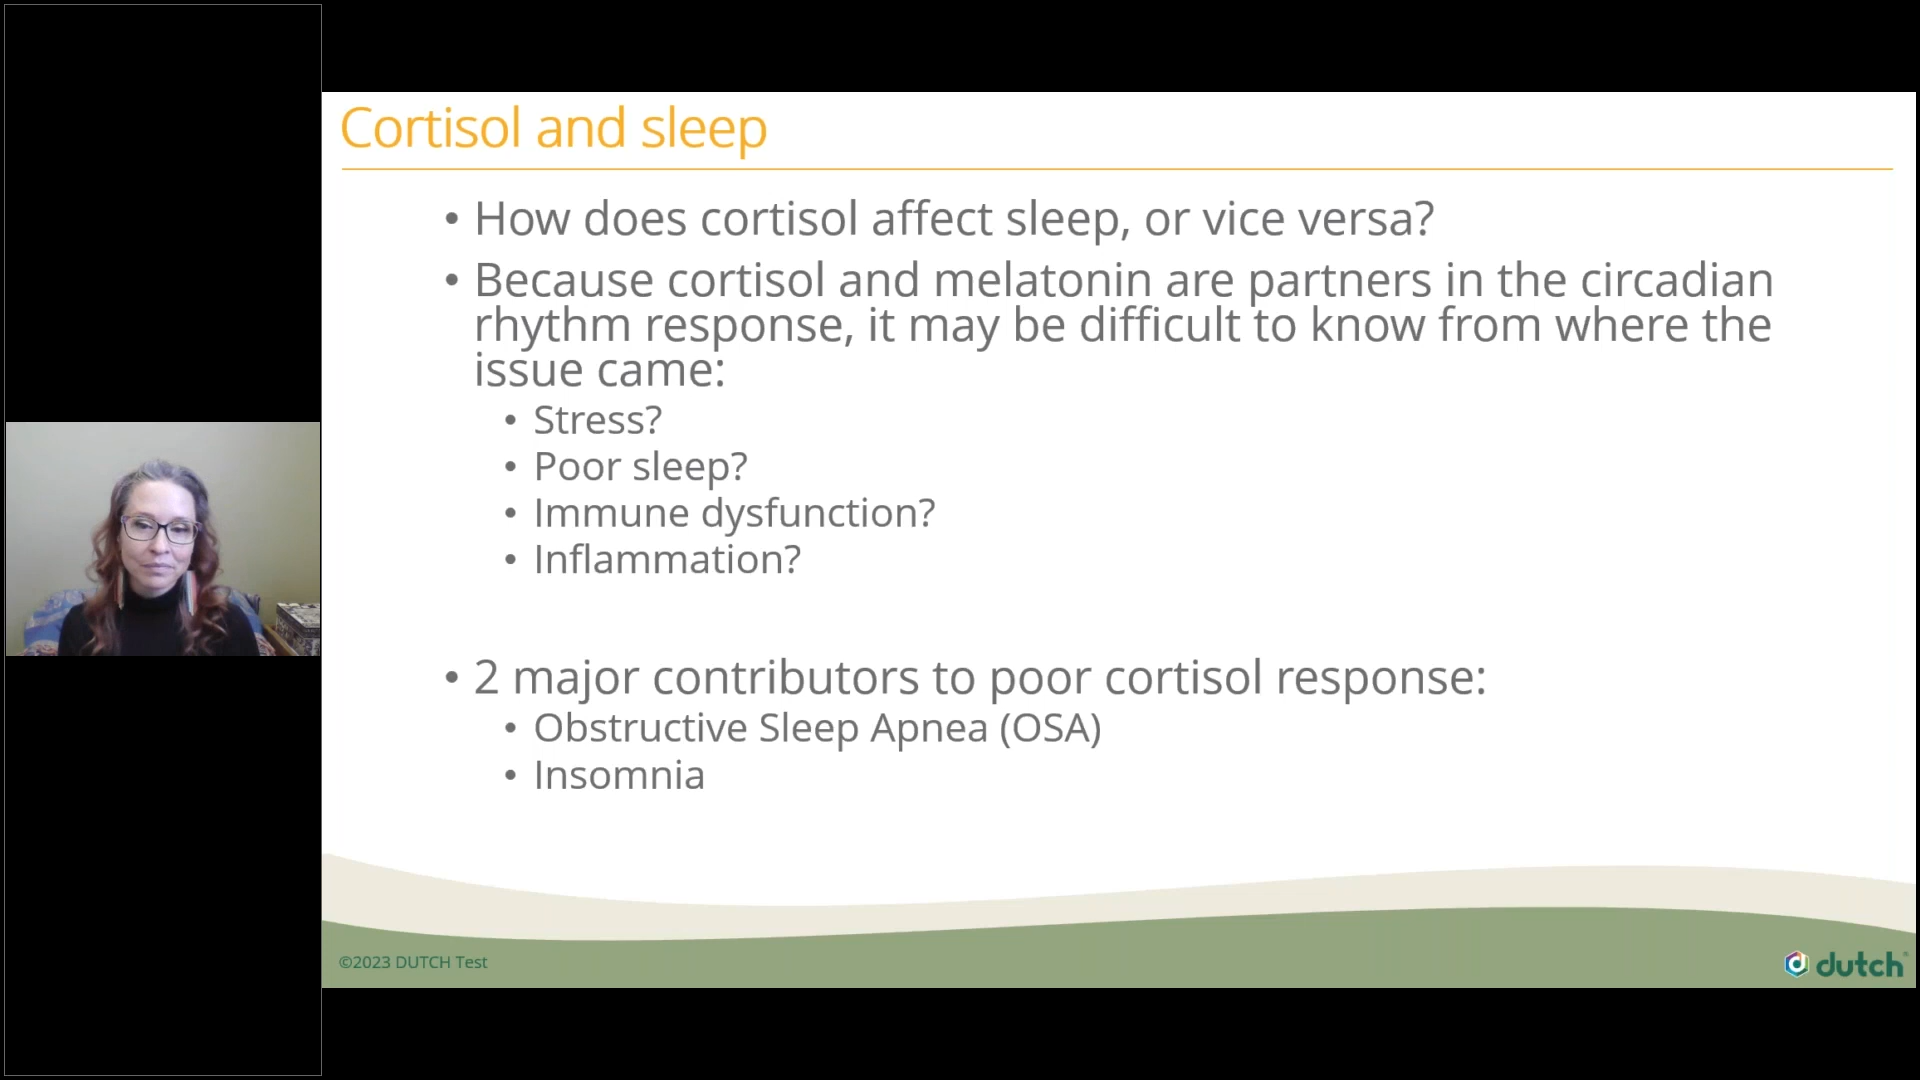 Cortisol and sleep
• How does cortisol affect sleep, or vice versa?
• Because cortisol and melatonin are partners in the circadian
rhythm response, it may be difficult to know from where the
issue came:
• Stress?
• Poor sleep?
• Immune dysfunction?
• Inflammation?
• 2 major contributors to poor cortisol response:
• Obstructive Sleep Apnea (OSA)
• Insomnia
©2023 DUTCH Test
dutch